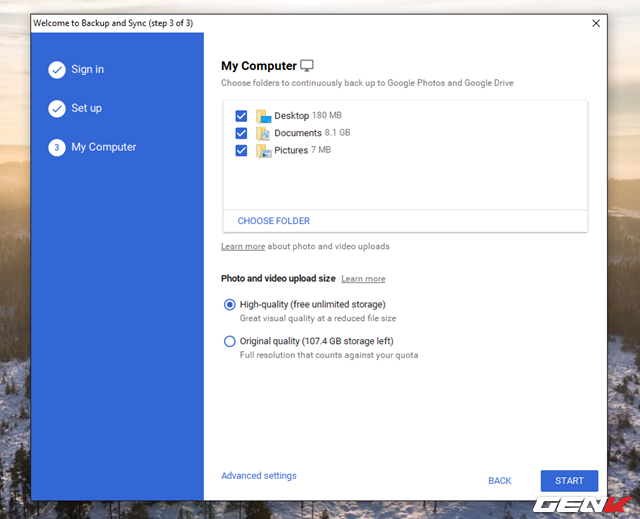 Welcome to Backup and Sync (step 3 of 3)
Sign in
Set up
3 My Computer
My Computer
Choose folders to continuously back up to Google Photos and Google Drive
Desktop 180 MB
Documents 8.1 GB
Pictures 7 MB
CHOOSE FOLDER
Learn more about photo and video uploads
Photo and video upload size Learn more
High-quality (free unlimited storage)
Great visual quality at a reduced file size
Original quality (107.4 GB storage left)
Full resolution that counts against your quota
Advanced settings
BACK
START
GENK